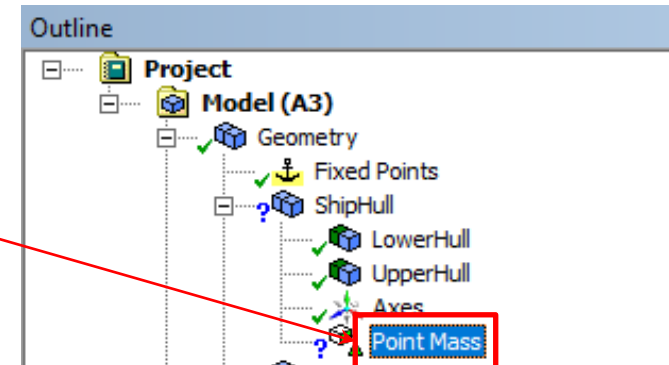 Outline
Project
Model (A3)
Geometry
Fixed Points
ShipHull
LowerHull
UpperHull
Axes
Point Mass